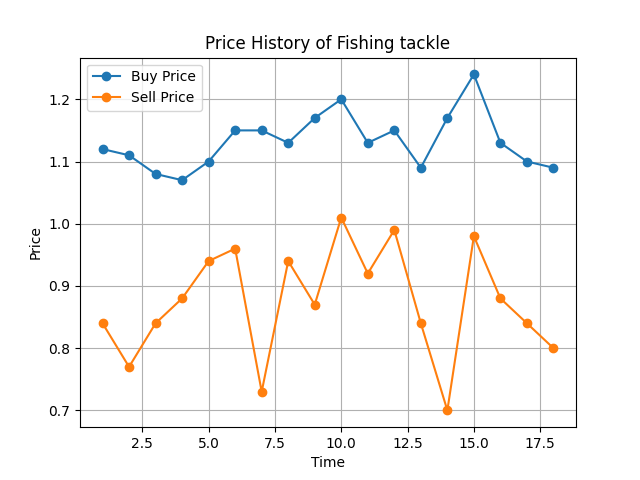 Price History of Fishing tackle
Buy Price
Sell Price
1.2
1.1
1.0
0.9
0.8
0.7
Price
2.5 5.0 7.5 10.0 12.5 15.0 17.5
Time